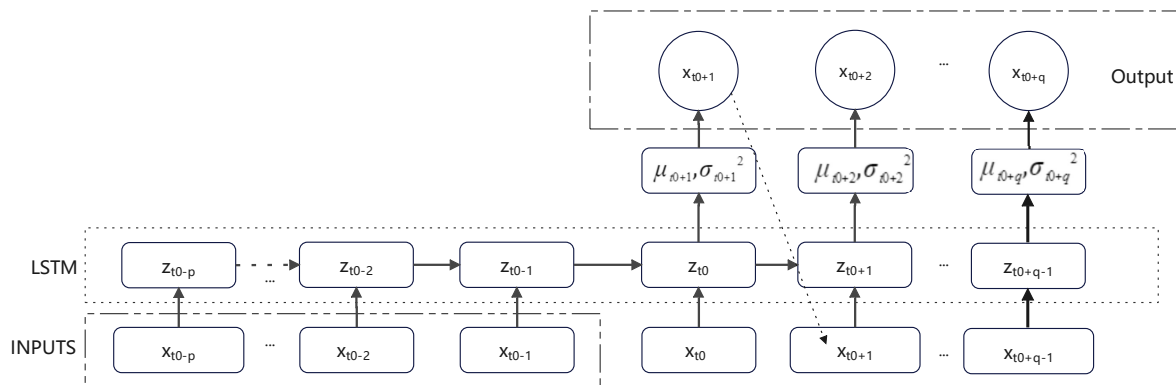 x_{t0+1} x_{t0+2} ... x_{t0+q} Output
μ_{t0+1},σ_{t0+1}^2 μ_{t0+2},σ_{t0+2}^2 μ_{t0+q},σ_{t0+q}^2
LSTM z_{t0-p} ... z_{t0-2} z_{t0-1} z_{t0} z_{t0+1} ... z_{t0+q-1}
INPUTS x_{t0-p} ... x_{t0-2} x_{t0-1} x_{t0} x_{t0+1} ... x_{t0+q-1}